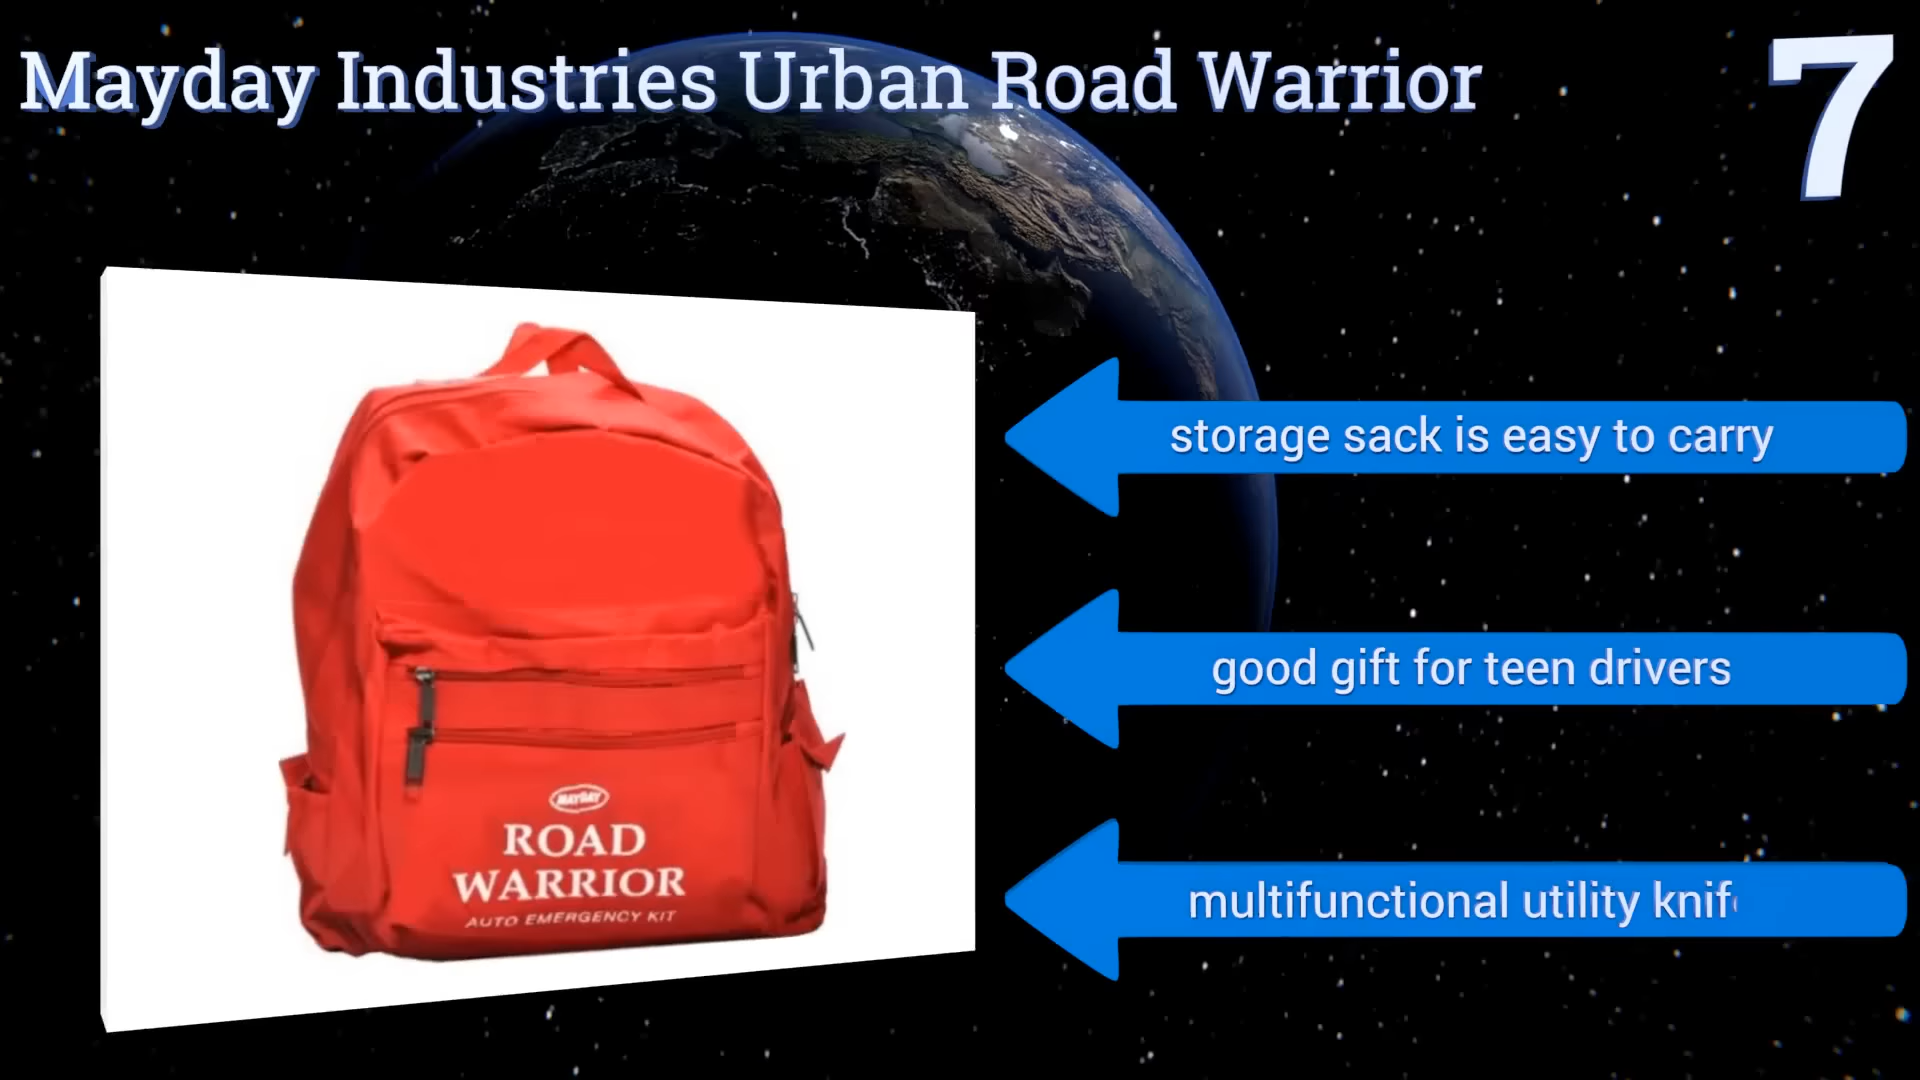 Mayday Industries Urban Road Warrior
7
storage sack is easy to carry
good gift for teen drivers
multifunctional utility knif
MAYDAY
ROAD
WARRIOR
AUTO EMERGENCY KIT